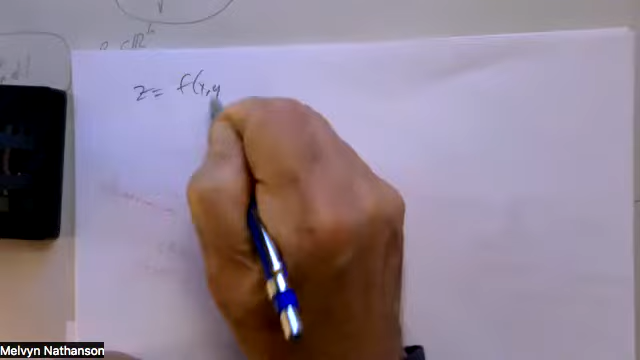 z = f(x,y
Melvyn Nathanson